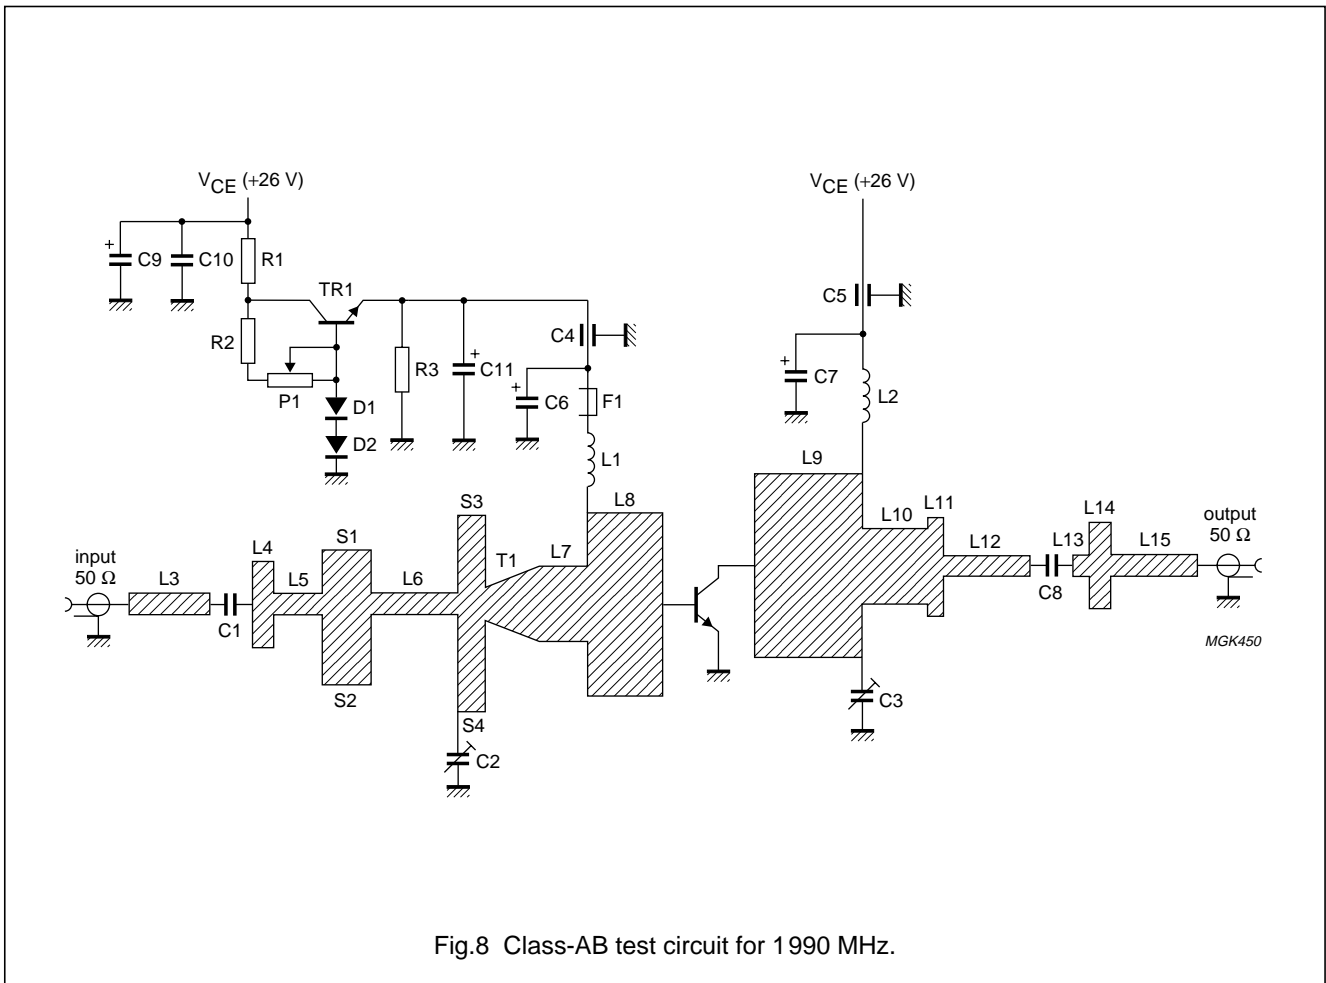 V_CE (+26 V)
V_CE (+26 V)
C9
C10
R1
TR1
C5
C4
R2
R3
C11
C7
L2
P1
D1
C6
F1
D2
L1
L9
S3
L8
L10
L11
L14
output
50 Ω
S1
T1
L7
L12
L13
L15
input
50 Ω
L4
L3
L5
L6
C8
C1
MGK450
S2
C3
S4
C2
Fig.8 Class-AB test circuit for 1990 MHz.